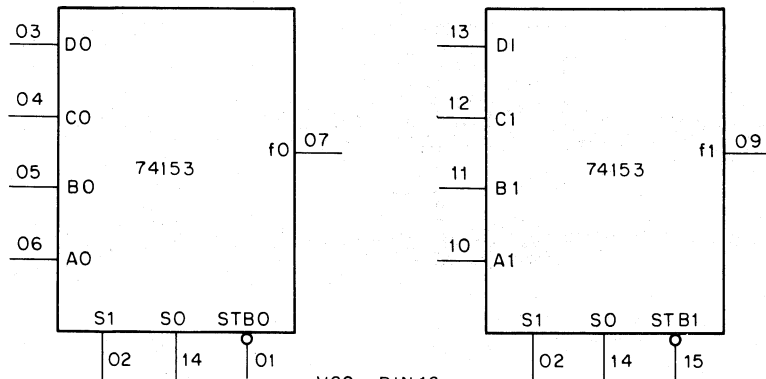 03 D0
04 C0
05 B0
06 A0
74153
f0 07
S1 S0 STB0
02 14 01
13 D1
12 C1
11 B1
10 A1
74153
f1 09
S1 S0 STB1
02 14 15